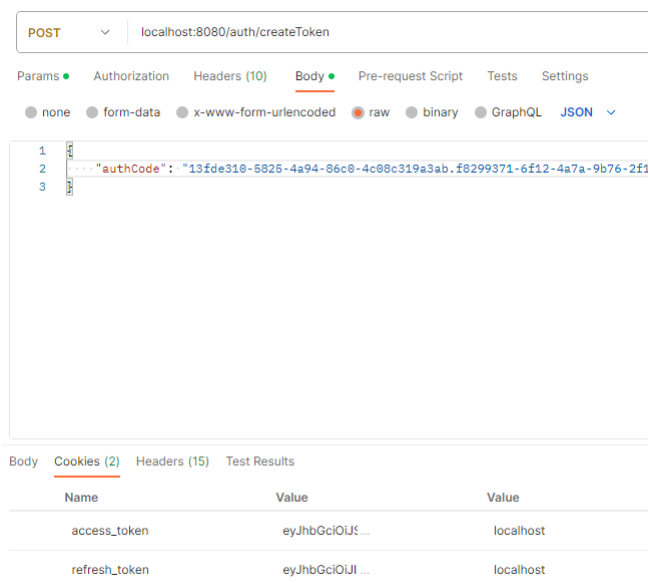 POST localhost:8080/auth/createToken
Params Authorization Headers (10) Body Pre-request Script Tests Settings
none form-data x-www-form-urlencoded raw binary GraphQL JSON
1 {
2 "authCode": "13fde310-5825-4a94-86c0-4c08c319a3ab.f8299371-6f12-4a7a-9b76-2f1
3 }
Body Cookies (2) Headers (15) Test Results
Name Value Value
access_token eyJhbGciOiJS... localhost
refresh_token eyJhbGciOiJI... localhost